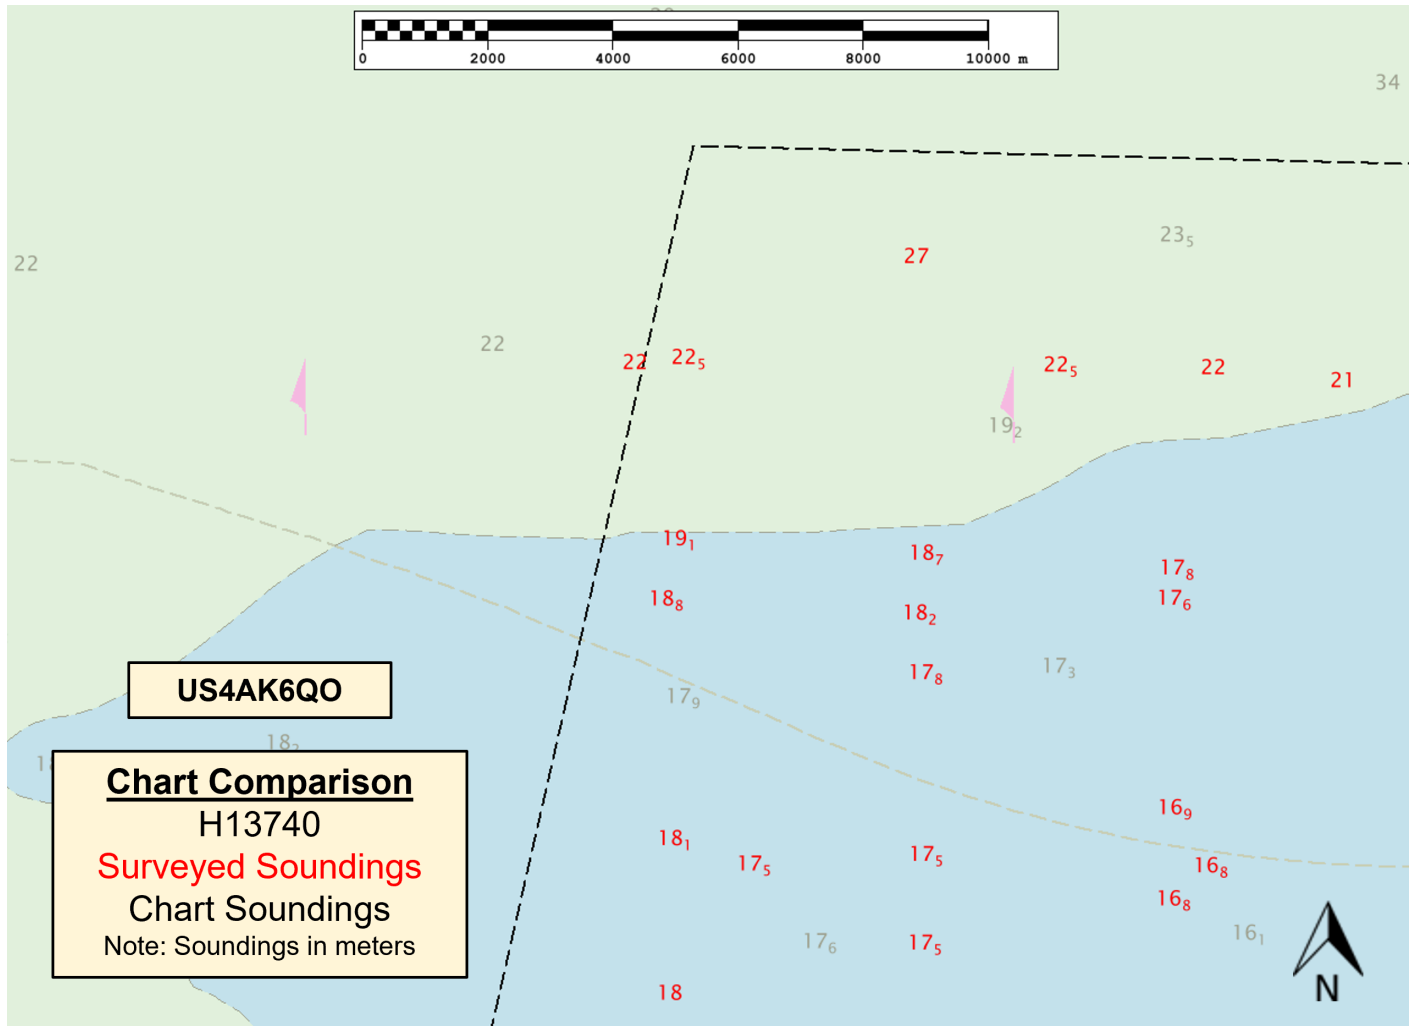 0 2000 4000 6000 8000 10000 m
34
23₅
27
22
22
22 22₅
22₅ 22 21
19₂
19₁
18₇
17₈
18₈
18₂
17₆
17₃
17₈
17₉
US4AK6QO
Chart Comparison
H13740
Surveyed Soundings
Chart Soundings
Note: Soundings in meters
16₉
18₁
17₅
17₅
16₈
16₈
17₆
17₅
16₁
18
N